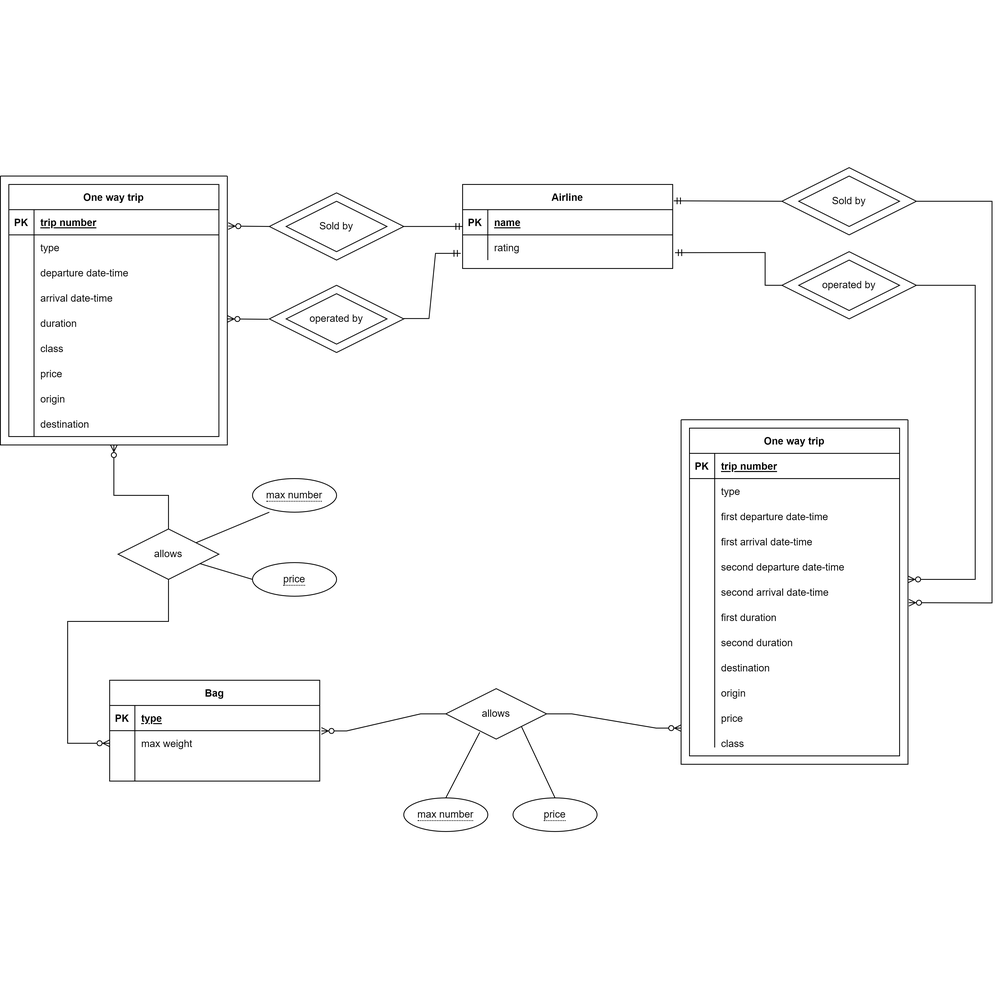 One way trip
PK trip number
type
departure date-time
arrival date-time
duration
class
price
origin
destination
Sold by
operated by
Airline
PK name
rating
Sold by
operated by
max number
allows
price
One way trip
PK trip number
type
first departure date-time
first arrival date-time
second departure date-time
second arrival date-time
first duration
second duration
destination
origin
price
class
Bag
PK type
max weight
allows
max number
price